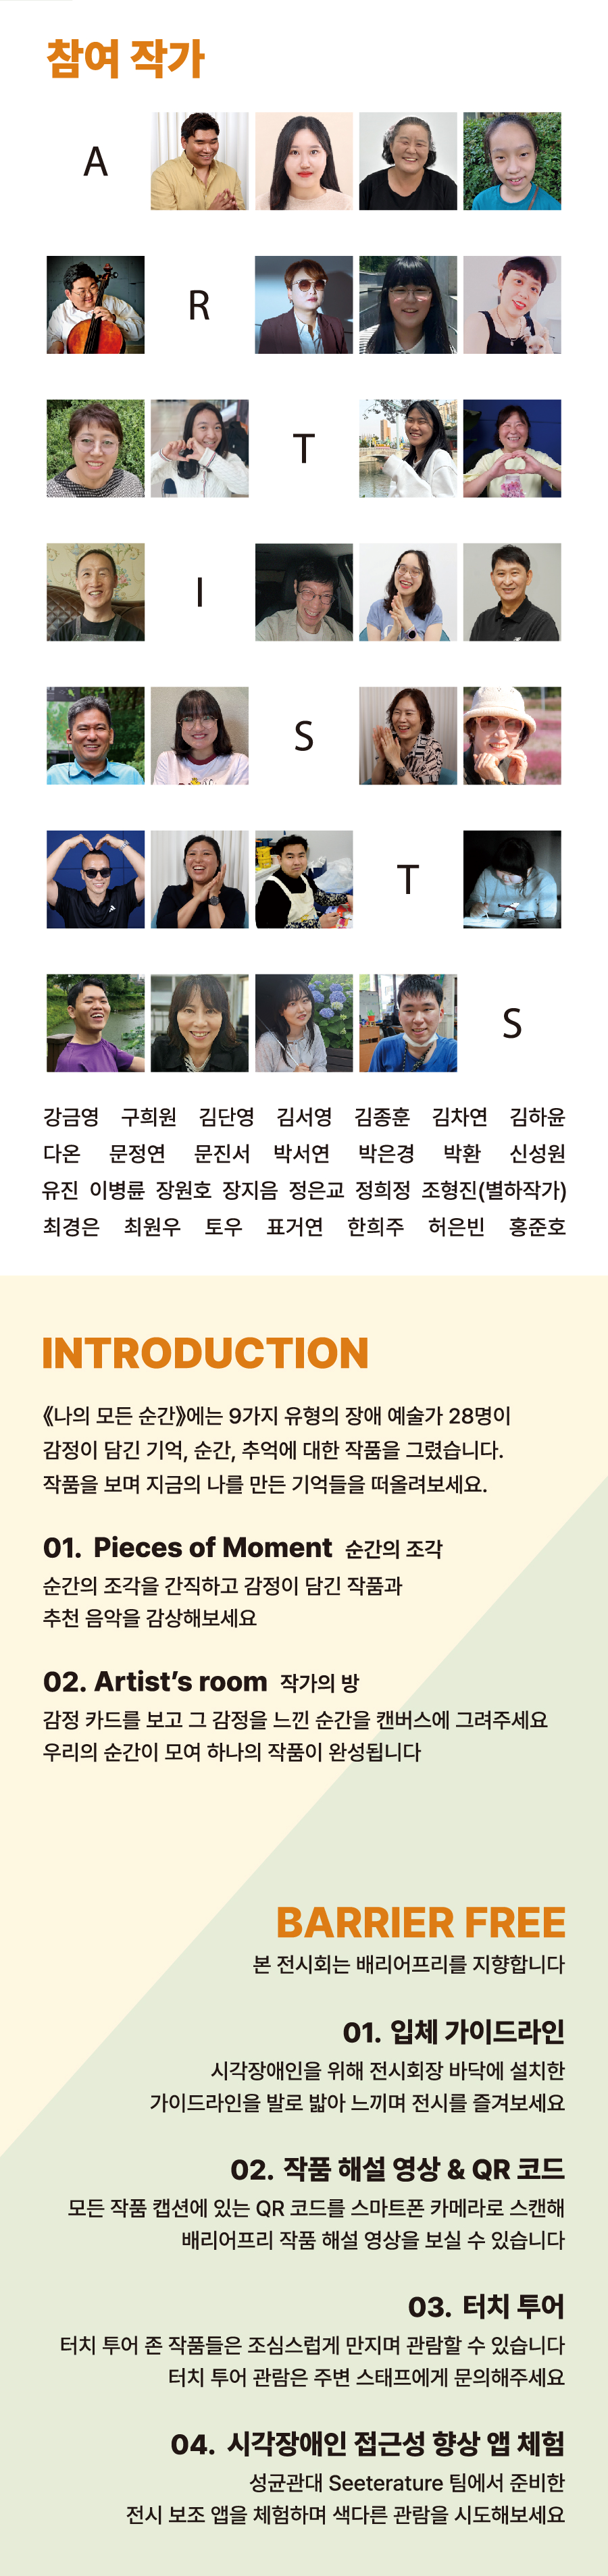 참여 작가
A
R
T
I
S
T
S
강금영 구희원 김단영 김서영 김종훈 김차연 김하윤
다온 문정연 문진서 박서연 박은경 박환 신성원
유진 이병륜 장원호 장지음 정은교 정희정 조형진(별하작가)
최경은 최원우 토우 표거연 한희주 허은빈 홍준호
INTRODUCTION
《나의 모든 순간》에는 9가지 유형의 장애 예술가 28명이
감정이 담긴 기억, 순간, 추억에 대한 작품을 그렸습니다.
작품을 보며 지금의 나를 만든 기억들을 떠올려보세요.
01. Pieces of Moment 순간의 조각
순간의 조각을 간직하고 감정이 담긴 작품과
추천 음악을 감상해보세요
02. Artist’s room 작가의 방
감정 카드를 보고 그 감정을 느낀 순간을 캔버스에 그려주세요
우리의 순간이 모여 하나의 작품이 완성됩니다
BARRIER FREE
본 전시회는 배리어프리를 지향합니다
01. 입체 가이드라인
시각장애인을 위해 전시회장 바닥에 설치한
가이드라인을 발로 밟아 느끼며 전시를 즐겨보세요
02. 작품 해설 영상 & QR 코드
모든 작품 캡션에 있는 QR 코드를 스마트폰 카메라로 스캔해
배리어프리 작품 해설 영상을 보실 수 있습니다
03. 터치 투어
터치 투어 존 작품들은 조심스럽게 만지며 관람할 수 있습니다
터치 투어 관람은 주변 스태프에게 문의해주세요
04. 시각장애인 접근성 향상 앱 체험
성균관대 Seeterature 팀에서 준비한
전시 보조 앱을 체험하며 색다른 관람을 시도해보세요